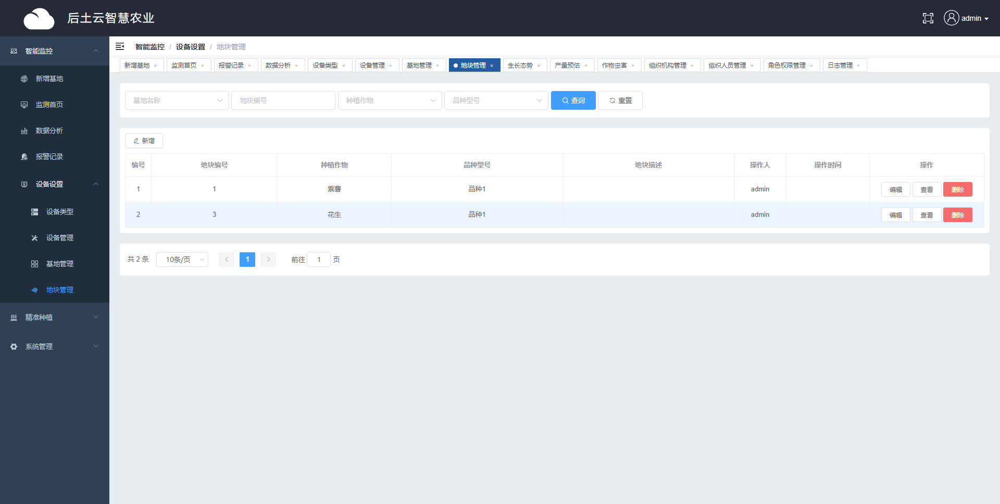 后土云智慧农业
admin
智能监控
新增基地
监测首页
数据分析
报警记录
设备设置
设备类型
设备管理
基地管理
地块管理
精准种植
系统管理
智能监控 / 设备设置 / 地块管理
新增基地 × 监测首页 × 报警记录 × 数据分析 × 设备类型 × 设备管理 × 基地管理 × 地块管理 × 生长态势 × 产量预估 × 作物虫害 × 组织机构管理 × 组织人员管理 × 角色权限管理 × 日志管理 ×
基地名称 地块编号 种植作物 品种型号 查询 重置
新增
编号 地块编号 种植作物 品种型号 地块描述 操作人 操作时间 操作
1 1 紫薯 品种1 admin 编辑 查看 删除
2 3 花生 品种1 admin 编辑 查看 删除
共 2 条 10条/页 1 前往 1 页